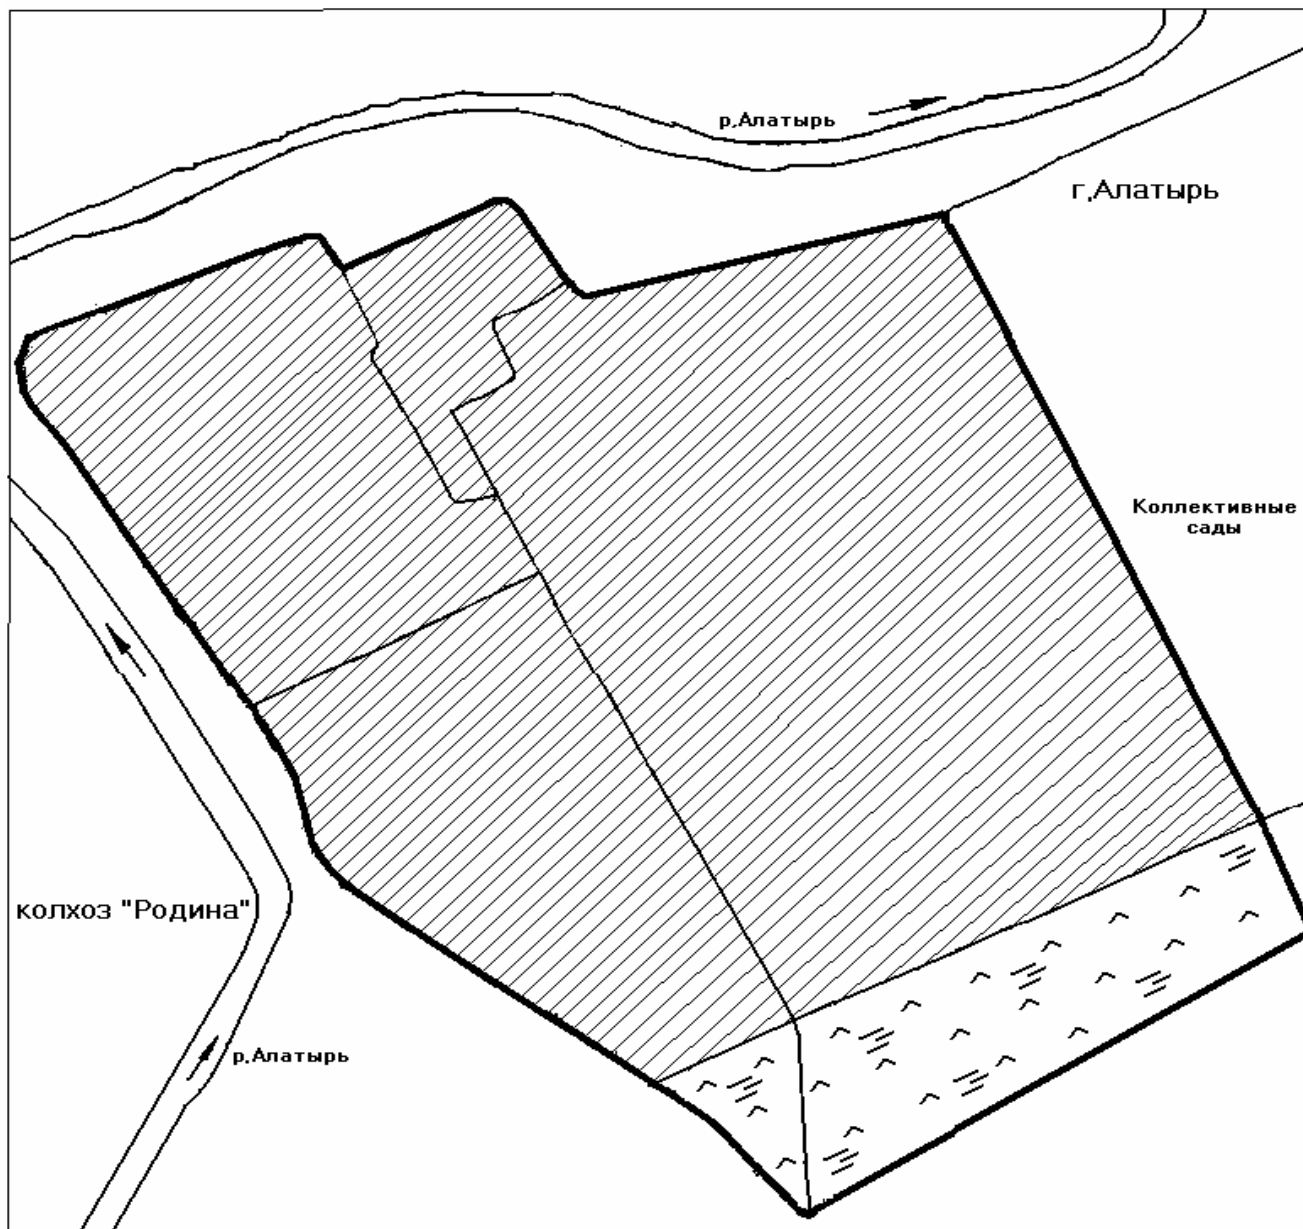 р,Алатырь
г,Алатырь
Коллективные
сады
колхоз "Родина"
р,Алатырь